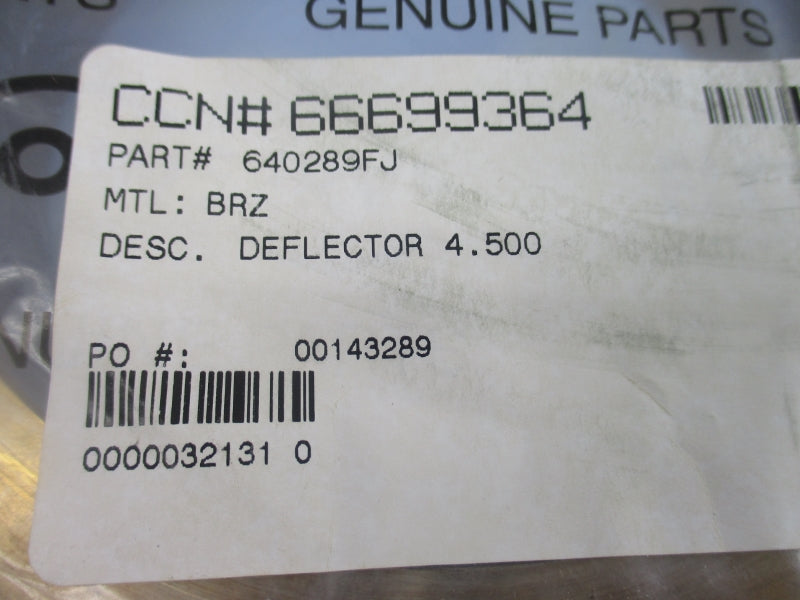 GENUINE PARTS
CCN# 66699364
PART# 640289FJ
MTL: BRZ
DESC. DEFLECTOR 4.500
PO #: 00143289
0000032131 0